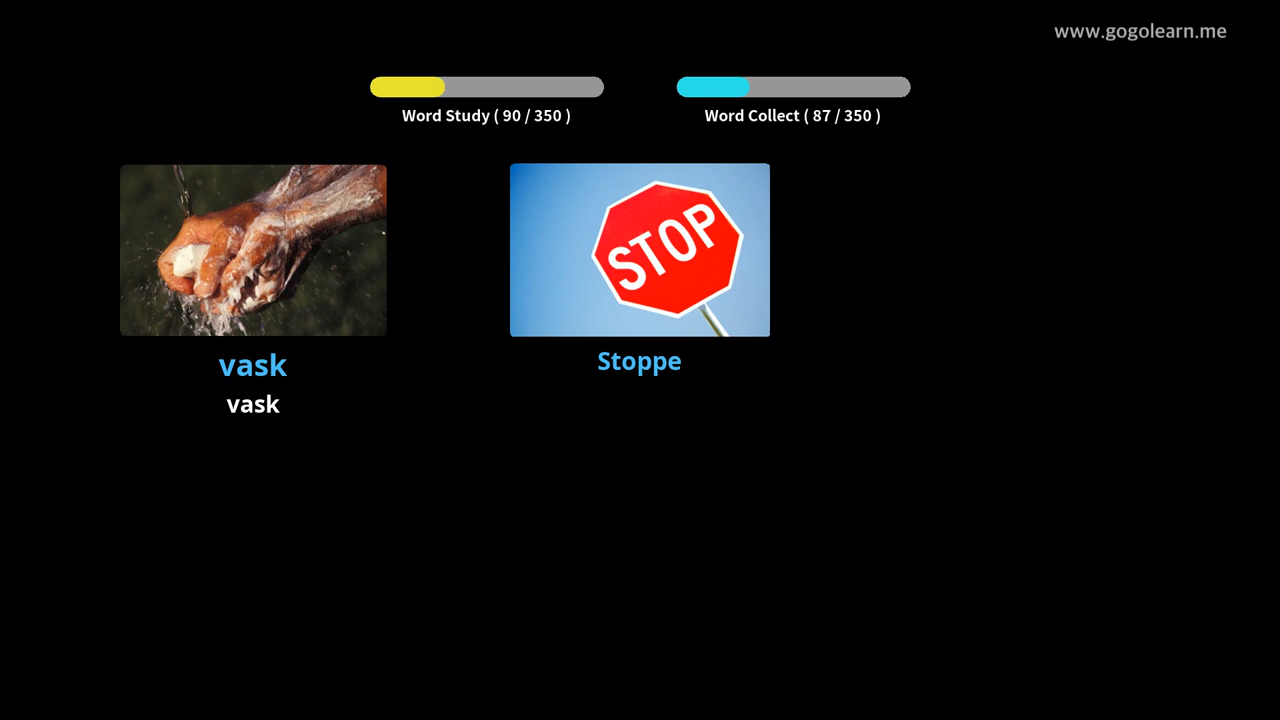 www.gogolearn.me
Word Study ( 90 / 350 )
Word Collect ( 87 / 350 )
STOP
vask
Stoppe
vask